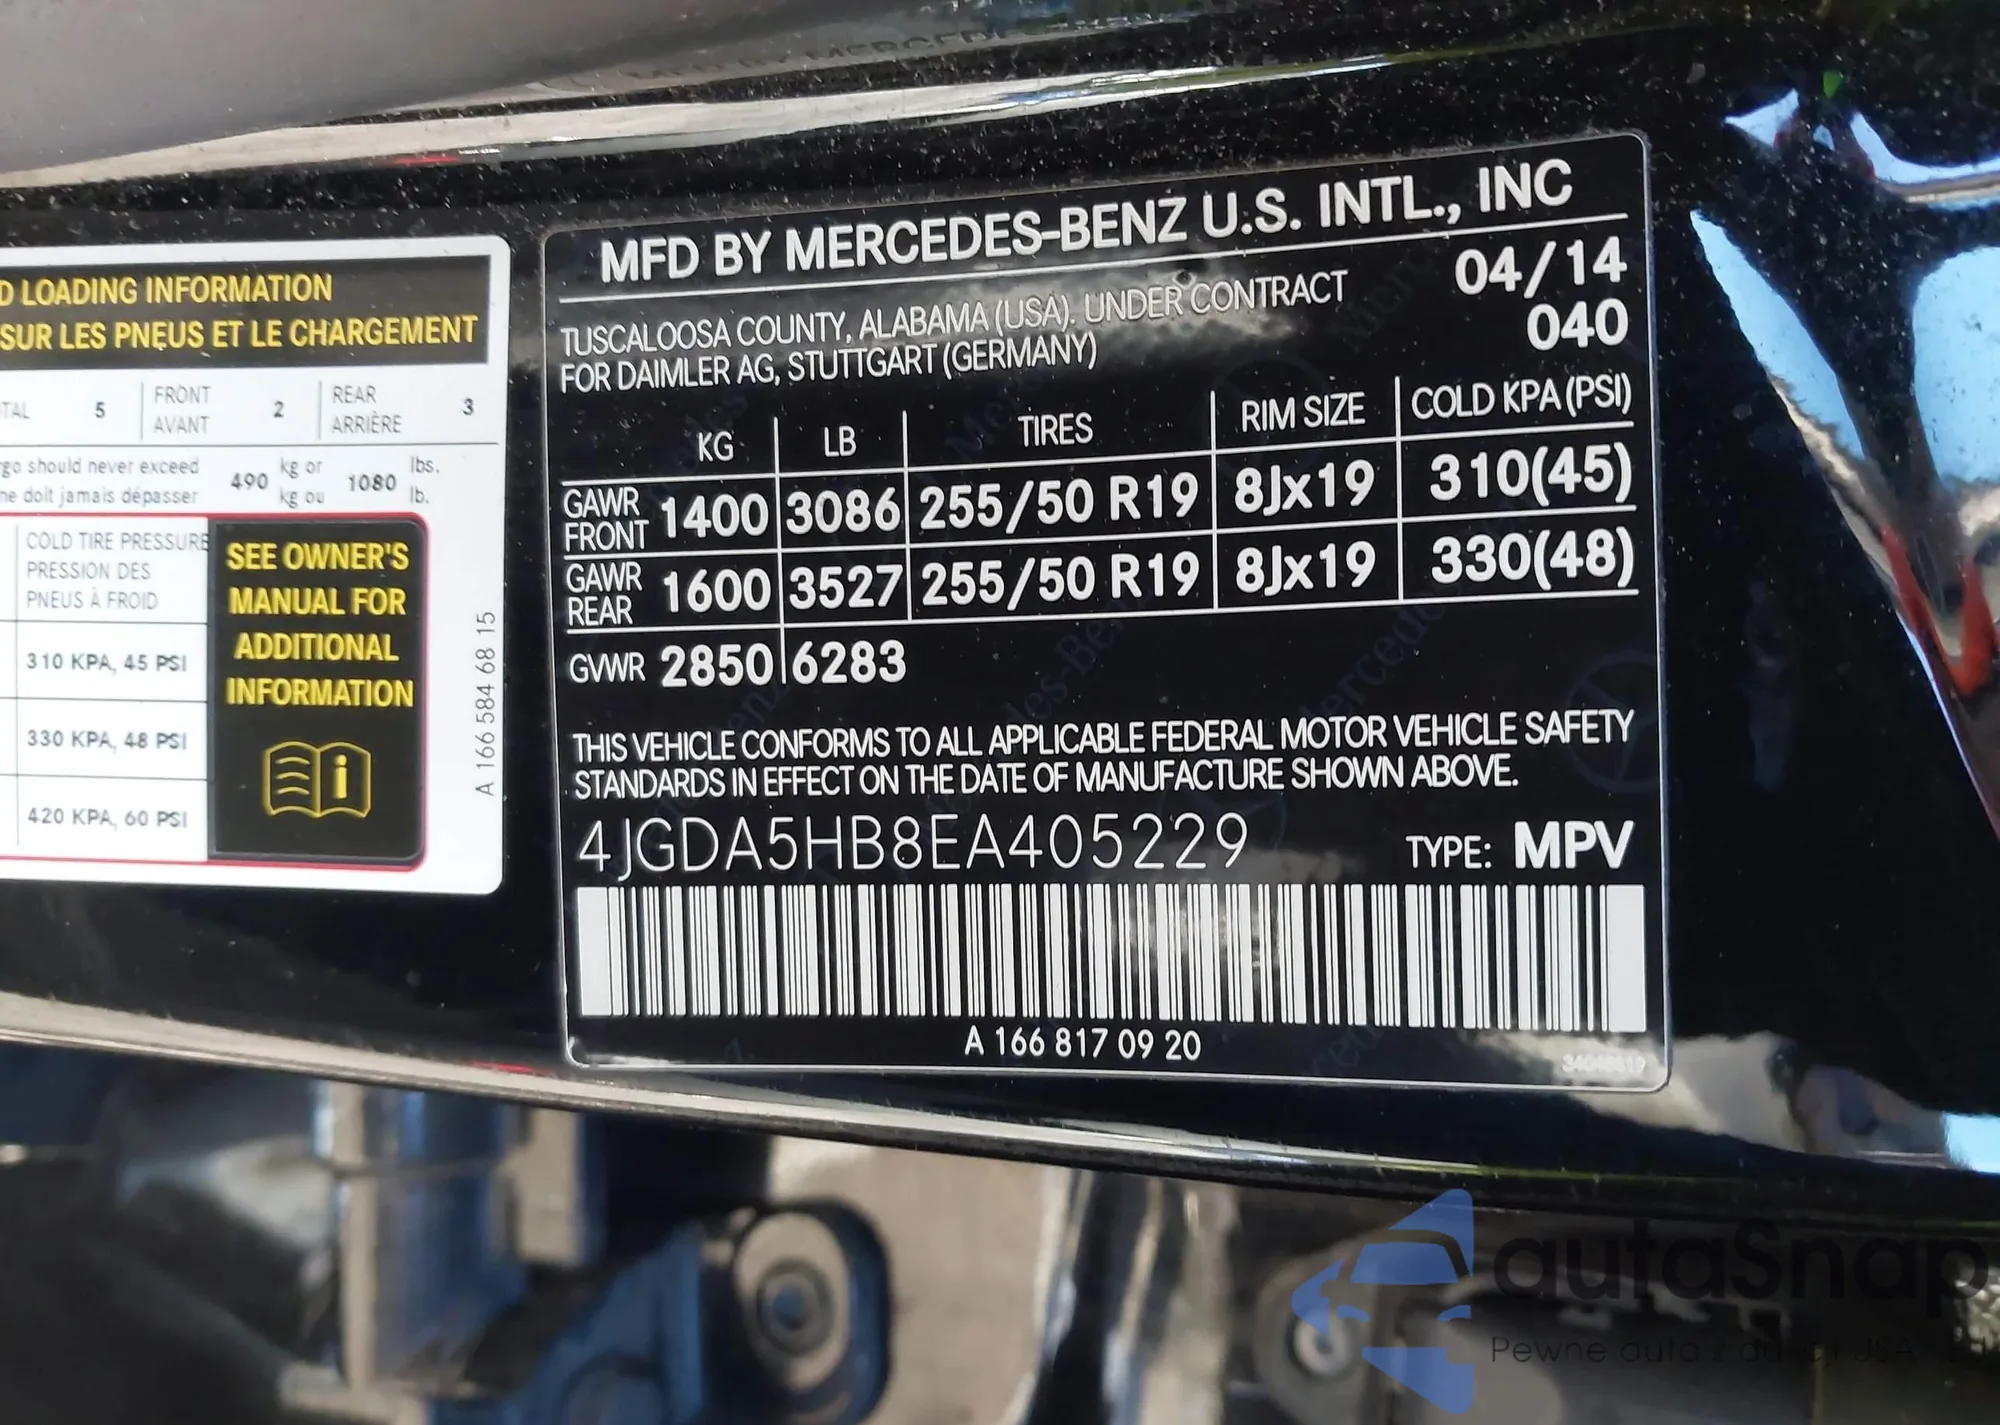 D LOADING INFORMATION
SUR LES PNEUS ET LE CHARGEMENT
TAL 5 FRONT AVANT 2 REAR ARRIÈRE 3
rgo should never exceed 490 kg or 1080 lbs.
ne doit jamais dépasser kg ou lb.
COLD TIRE PRESSURE
PRESSION DES
PNEUS À FROID
310 KPA, 45 PSI
330 KPA, 48 PSI
420 KPA, 60 PSI
SEE OWNER'S
MANUAL FOR
ADDITIONAL
INFORMATION
A 166 584 68 15
MFD BY MERCEDES-BENZ U.S. INTL., INC
TUSCALOOSA COUNTY, ALABAMA (USA). UNDER CONTRACT
FOR DAIMLER AG, STUTTGART (GERMANY)
04/14
040
KG LB TIRES RIM SIZE COLD KPA (PSI)
GAWR FRONT 1400 3086 255/50 R19 8Jx19 310(45)
GAWR REAR 1600 3527 255/50 R19 8Jx19 330(48)
GVWR 2850 6283
THIS VEHICLE CONFORMS TO ALL APPLICABLE FEDERAL MOTOR VEHICLE SAFETY
STANDARDS IN EFFECT ON THE DATE OF MANUFACTURE SHOWN ABOVE.
4JGDA5HB8EA405229 TYPE: MPV
A 166 817 09 20
autaSnap
Pewne auta z USA